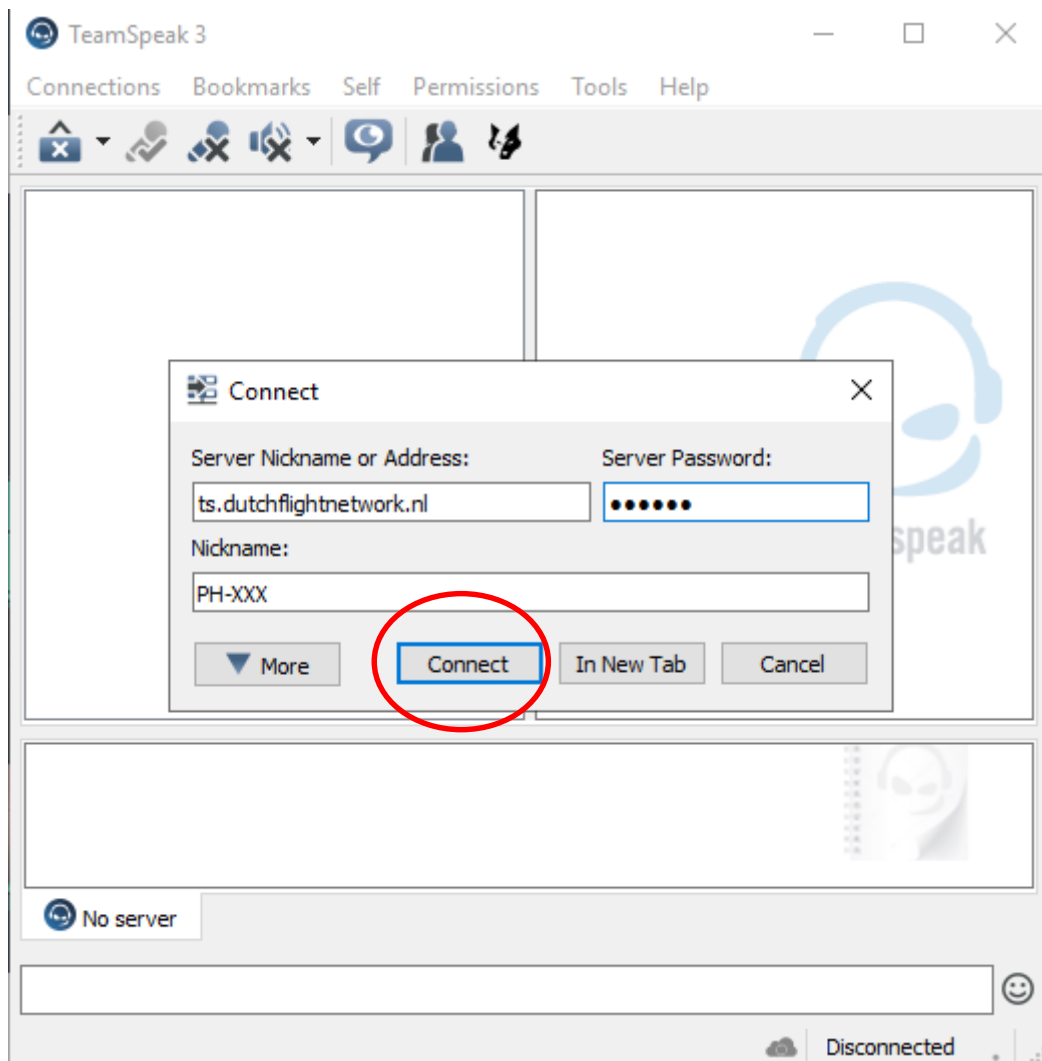 TeamSpeak 3
Connections Bookmarks Self Permissions Tools Help
Connect
Server Nickname or Address: Server Password:
ts.dutchflightnetwork.nl ●●●●●●
speak
Nickname:
PH-XXX
More Connect In New Tab Cancel
No server
Disconnected